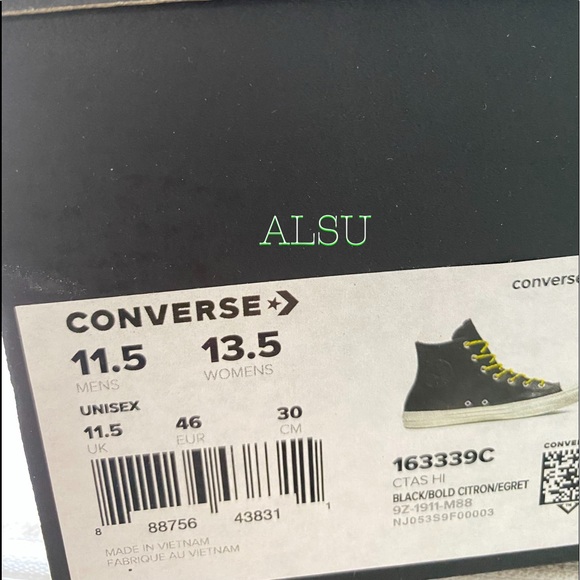 ALSU
converse
CONVERSE
11.5 13.5
MENS WOMENS
UNISEX
11.5 46 30
UK EUR CM
8 88756 43831 1
MADE IN VIETNAM
FABRIQUE AU VIETNAM
163339C
CTAS HI
BLACK/BOLD CITRON/EGRET
9Z-1911-M88
NJ053S9F00003
CONVE